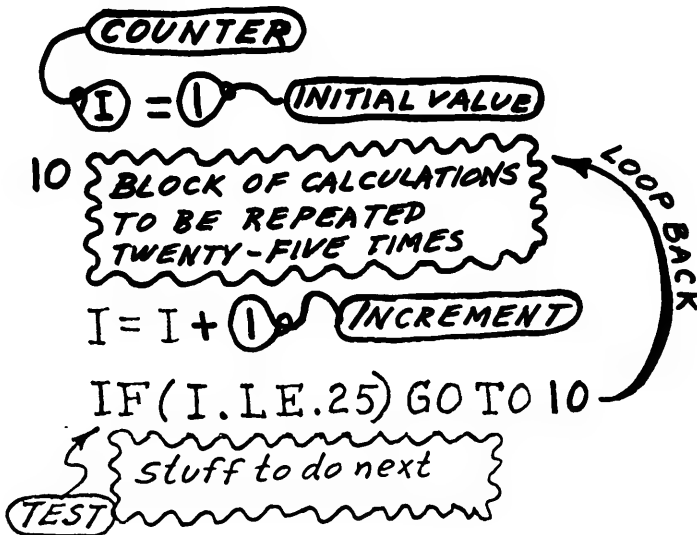 COUNTER
I = 1 INITIAL VALUE
10 BLOCK OF CALCULATIONS
TO BE REPEATED
TWENTY-FIVE TIMES
LOOP BACK
I = I + 1 INCREMENT
IF(I.LE.25) GO TO 10
stuff to do next
TEST